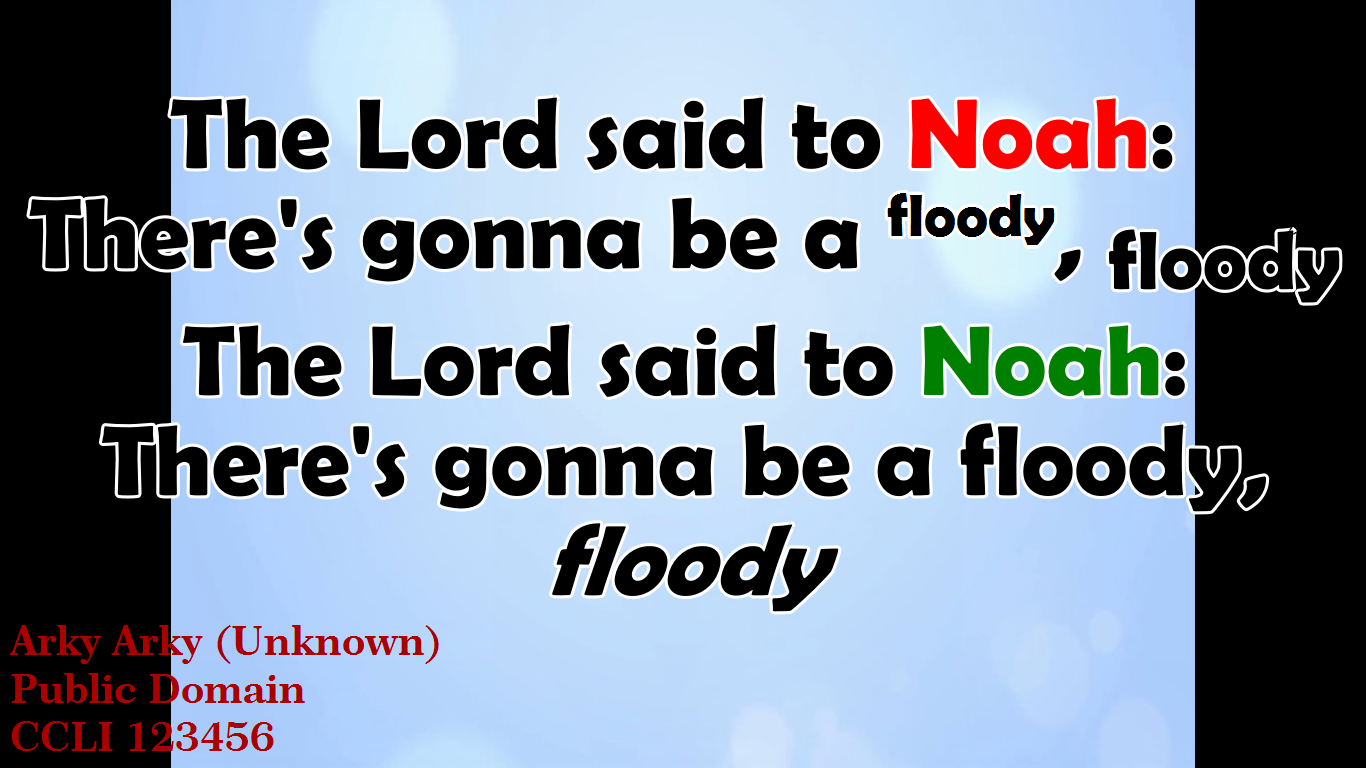 The Lord said to Noah:
There's gonna be a floody, floody
The Lord said to Noah:
There's gonna be a floody,
floody
Arky Arky (Unknown)
Public Domain
CCLI 123456